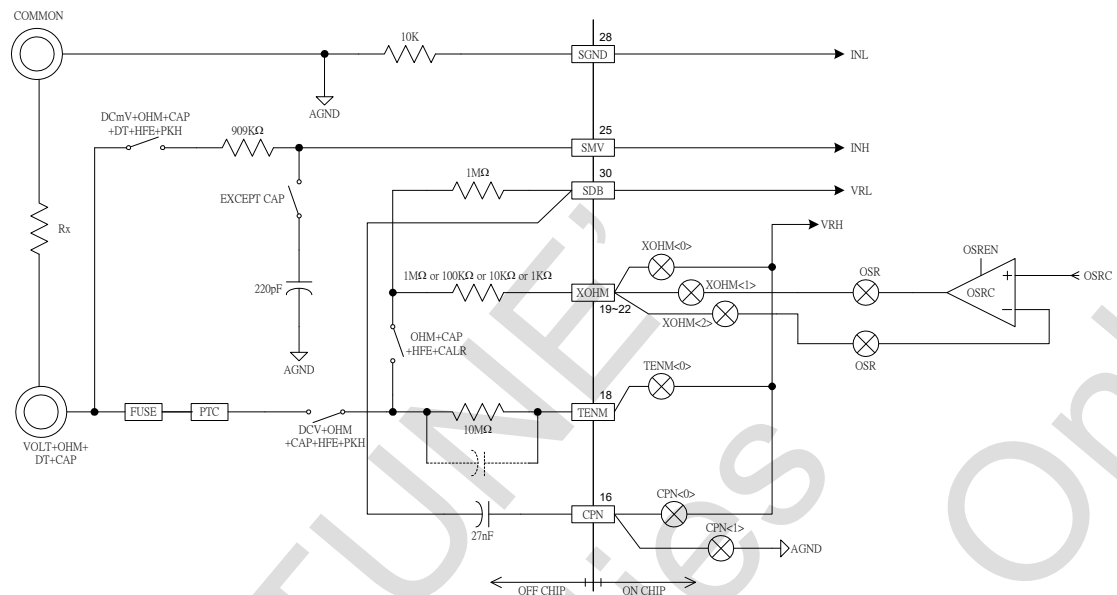 COMMON
10K
28
SGND
INL
AGND
DCmV+OHM+CAP
+DT+HFE+PKH
909KΩ
25
SMV
INH
1MΩ
30
SDB
VRL
EXCEPT CAP
Rx
VRH
XOHM<0>
OSREN
OSRC
1MΩ or 100KΩ or 10KΩ or 1KΩ
XOHM
XOHM<1>
OSR
OSRC
+
−
19~22
XOHM<2>
220pF
OHM+CAP
+HFE+CALR
OSR
AGND
TENM<0>
18
FUSE
PTC
TENM
DCV+OHM
+CAP+HFE+PKH
10MΩ
VOLT+OHM+
DT+CAP
16
CPN
CPN<0>
27nF
CPN<1>
AGND
OFF CHIP
ON CHIP
TUNE'
ies
On